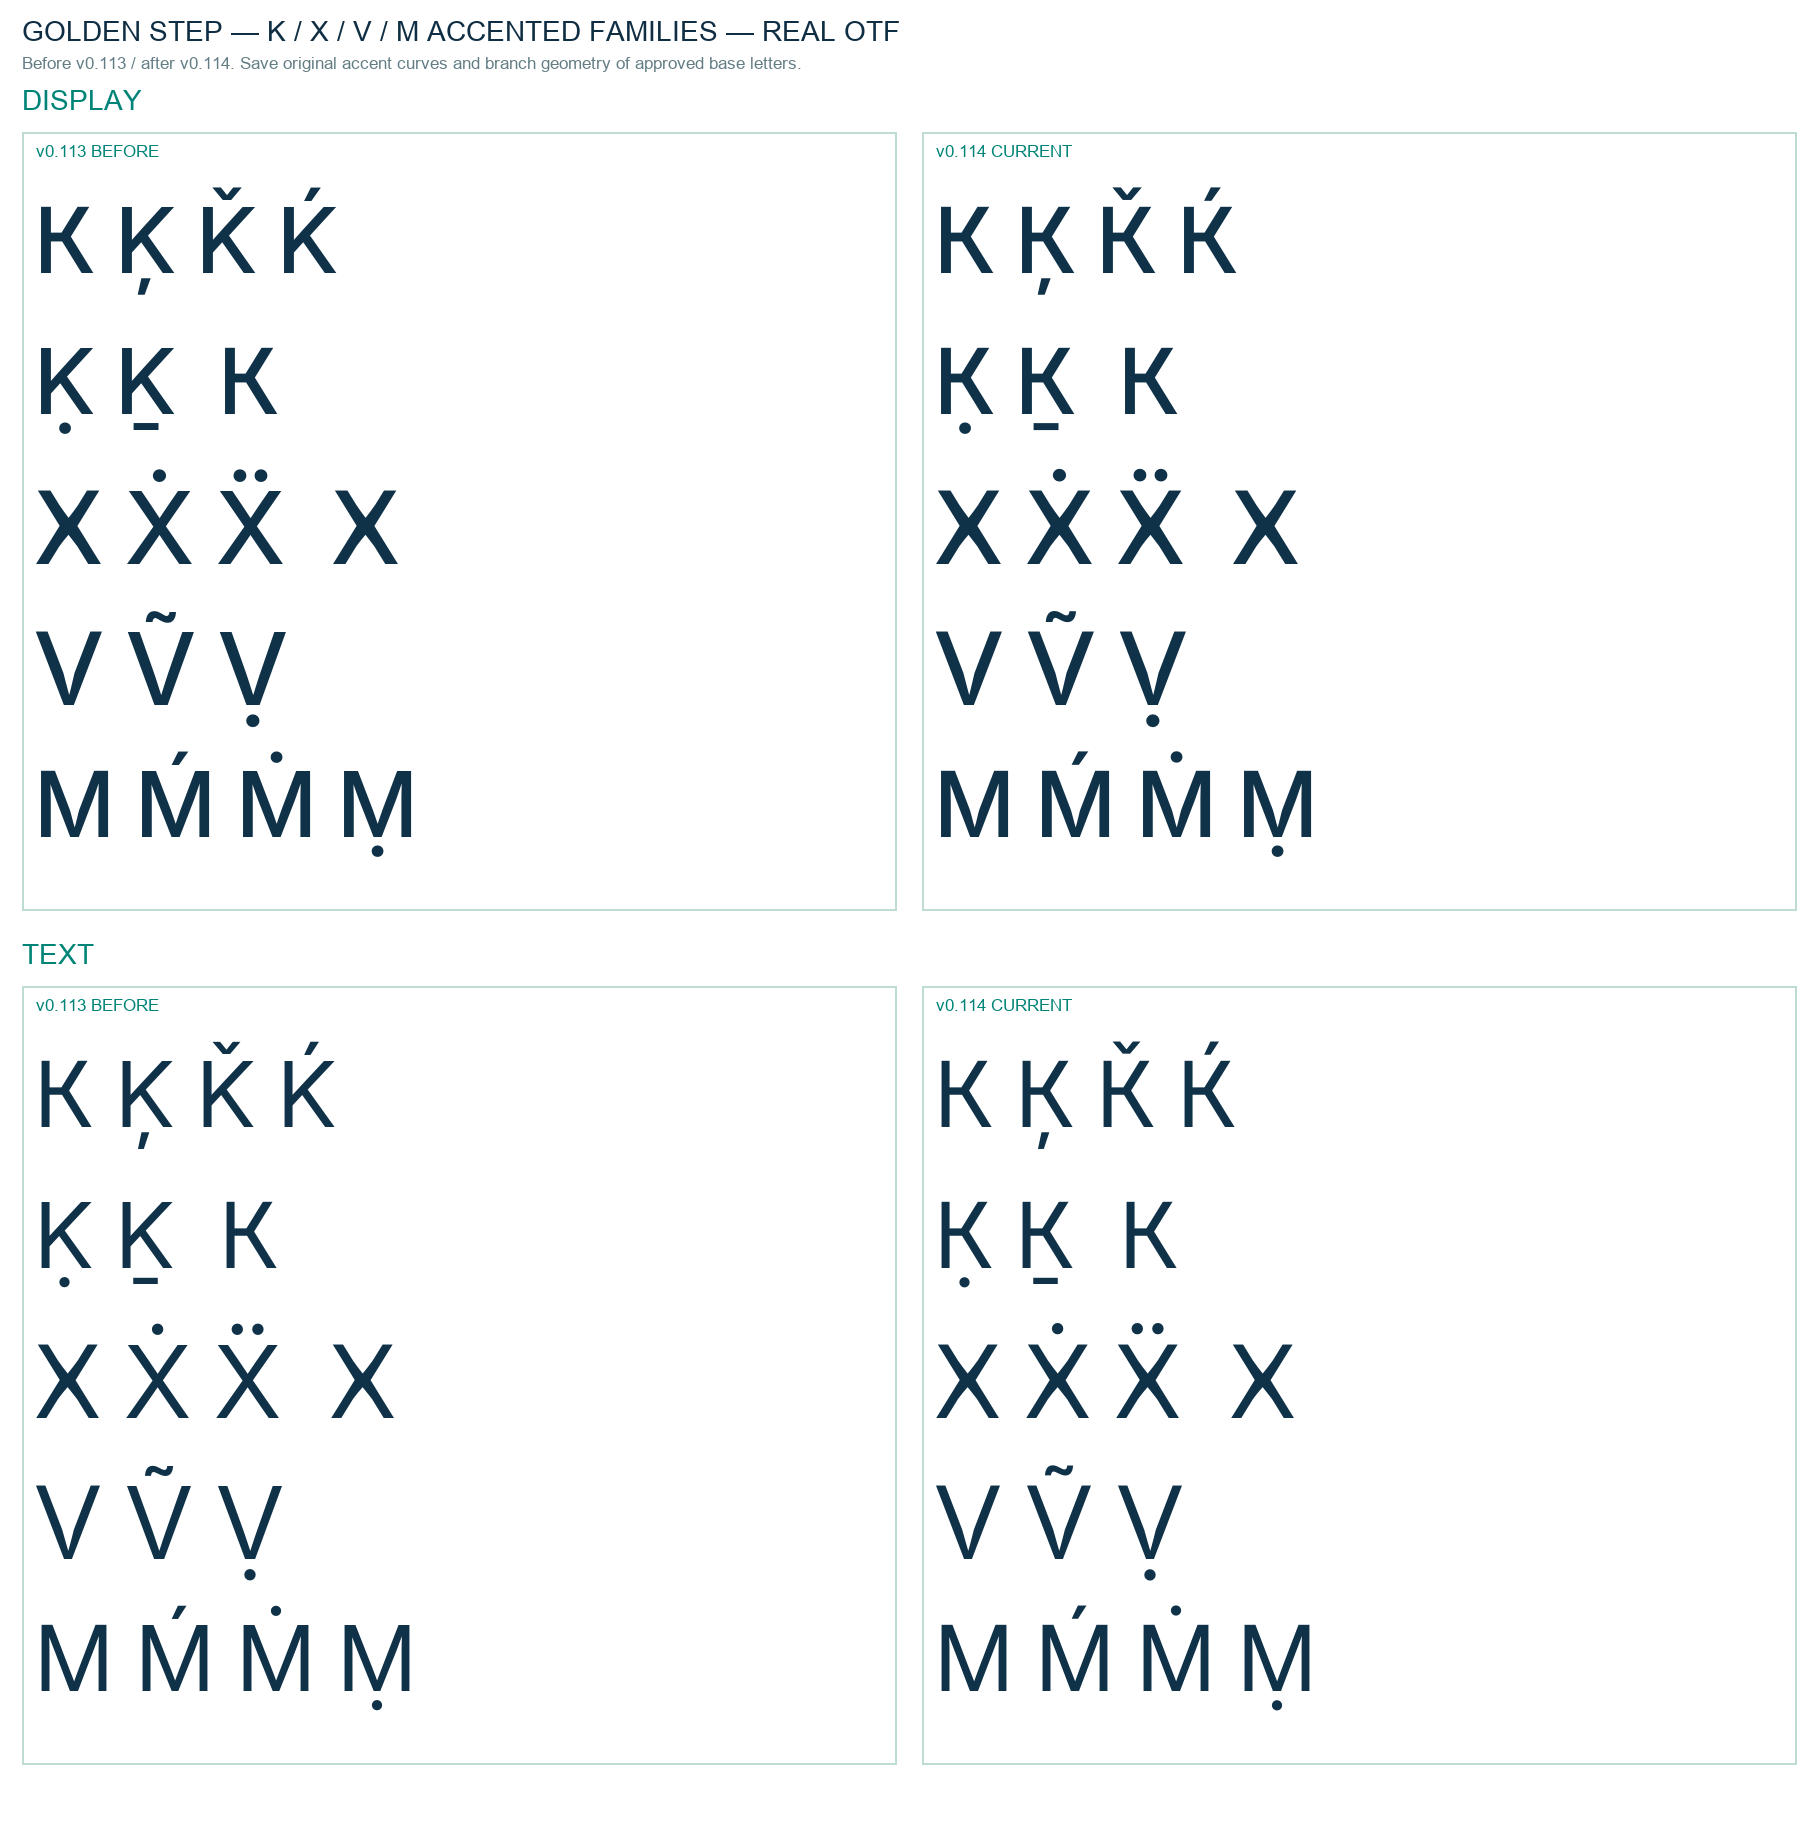 GOLDEN STEP — K / X / V / M ACCENTED FAMILIES — REAL OTF
Before v0.113 / after v0.114. Save original accent curves and branch geometry of approved base letters.
DISPLAY
v0.113 BEFORE
K Ķ Ǩ Ḱ
Ḳ Ḵ К
X Ẋ Ẍ Х
V Ṽ Ṿ
M Ḿ Ṁ Ṃ
v0.114 CURRENT
K Ķ Ǩ Ḱ
Ḳ Ḵ К
X Ẋ Ẍ Х
V Ṽ Ṿ
M Ḿ Ṁ Ṃ
TEXT
v0.113 BEFORE
K Ķ Ǩ Ḱ
Ḳ Ḵ К
X Ẋ Ẍ Х
V Ṽ Ṿ
M Ḿ Ṁ Ṃ
v0.114 CURRENT
K Ķ Ǩ Ḱ
Ḳ Ḵ К
X Ẋ Ẍ Х
V Ṽ Ṿ
M Ḿ Ṁ Ṃ